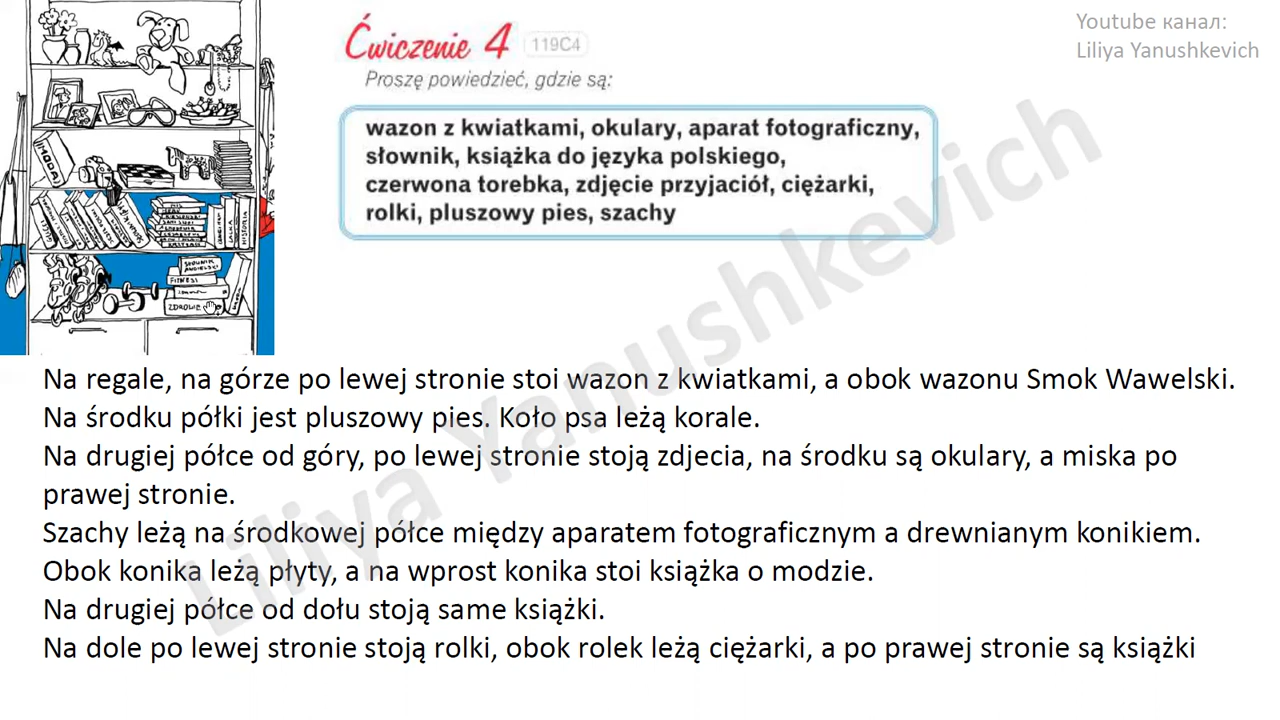 Youtube канал:
Liliya Yanushkevich
Ćwiczenie 4 119C4
Proszę powiedzieć, gdzie są:
wazon z kwiatkami, okulary, aparat fotograficzny,
słownik, książka do języka polskiego,
czerwona torebka, zdjęcie przyjaciół, ciężarki,
rolki, pluszowy pies, szachy
MODA
HISTORIA
SŁOWNIK
ANGIELSKI
FITNESS
ZDROWIE
Na regale, na górze po lewej stronie stoi wazon z kwiatkami, a obok wazonu Smok Wawelski.
Na środku półki jest pluszowy pies. Koło psa leżą korale.
Na drugiej półce od góry, po lewej stronie stoją zdjecia, na środku są okulary, a miska po
prawej stronie.
Szachy leżą na środkowej półce między aparatem fotograficznym a drewnianym konikiem.
Obok konika leżą płyty, a na wprost konika stoi książka o modzie.
Na drugiej półce od dołu stoją same książki.
Na dole po lewej stronie stoją rolki, obok rolek leżą ciężarki, a po prawej stronie są książki
Liliya Yanushkevich